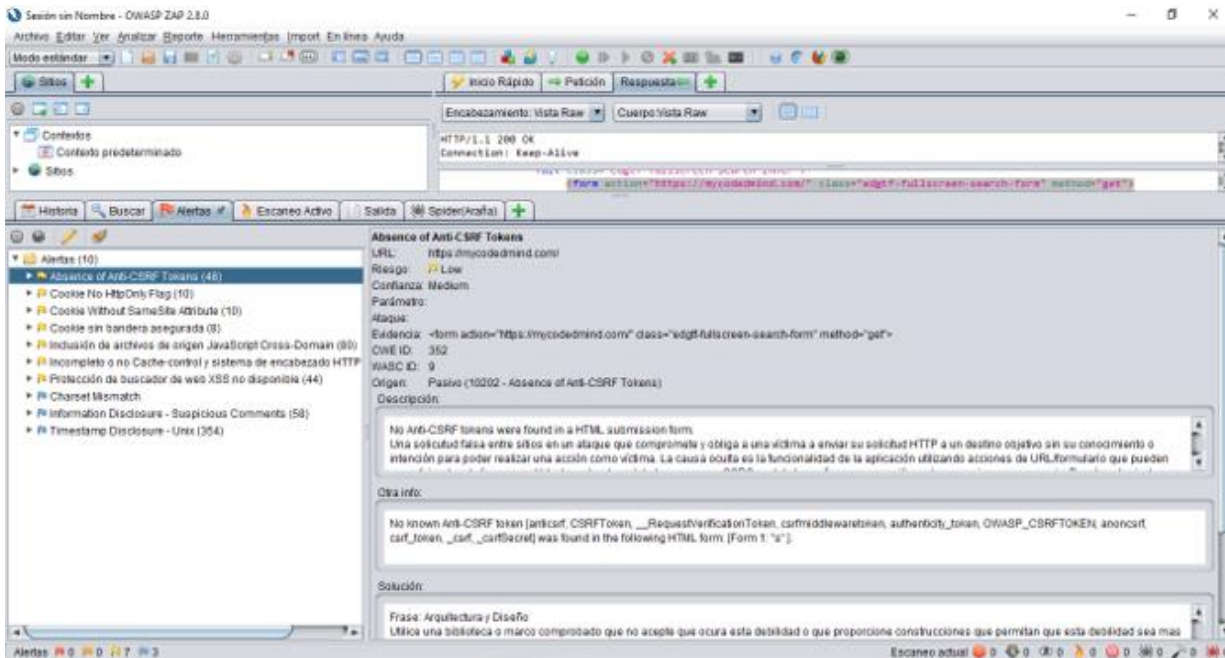 Sesión sin Nombre - OWASP ZAP 2.8.0
Archivo Editar Ver Analizar Reporte Herramientas Import En línea Ayuda
Modo estándar
Sitios
Inicio Rápido
Petición
Respuesta
Encabezamiento: Vista Raw
Cuerpo:Vista Raw
Contextos
Contexto predeterminado
Sitios
HTTP/1.1 200 OK
Connection: Keep-Alive
<form action="https://mycodedmind.com/" class="edgtf-fullscreen-search-form" method="get">
Historia
Buscar
Alertas
Escaneo Activo
Salida
Spider(Araña)
Alertas (10)
Absence of Anti-CSRF Tokens (48)
Cookie No HttpOnly Flag (10)
Cookie Without SameSite Attribute (10)
Cookie sin bandera asegurada (8)
Inclusión de archivos de origen JavaScript Cross-Domain (80)
Incompleto o no Cache-control y sistema de encabezado HTTP
Protección de buscador de web XSS no disponible (44)
Charset Mismatch
Information Disclosure - Suspicious Comments (58)
Timestamp Disclosure - Unix (354)
Absence of Anti-CSRF Tokens
URL: https://mycodedmind.com/
Riesgo: Low
Confianza: Medium
Parámetro:
Ataque:
Evidencia: <form action="https://mycodedmind.com/" class="edgtf-fullscreen-search-form" method="get">
CWE ID: 352
WASC ID: 9
Origen: Pasivo (10202 - Absence of Anti-CSRF Tokens)
Descripción:
No Anti-CSRF tokens were found in a HTML submission form.
Una solicitud falsa entre sitios en un ataque que compromete y obliga a una víctima a enviar su solicitud HTTP a un destino objetivo sin su conocimiento o
intención para poder realizar una acción como víctima. La causa oculta es la funcionalidad de la aplicación utilizando acciones de URL/formulario que pueden
Otra info:
No known Anti-CSRF token [anticsrf, CSRFToken, __RequestVerificationToken, csrfmiddlewaretoken, authenticity_token, OWASP_CSRFTOKEN, anoncsrf,
csrf_token, _csrf, _csrfSecret] was found in the following HTML form: [Form 1: "s" ].
Solución:
Frase: Arquitectura y Diseño
Utilice una biblioteca o marco comprobado que no acepte que ocura esta debilidad o que proporcione construcciones que permitan que esta debilidad sea mas
Alertas 0 0 7 3
Escaneo actual 0 0 0 0 0 0 0